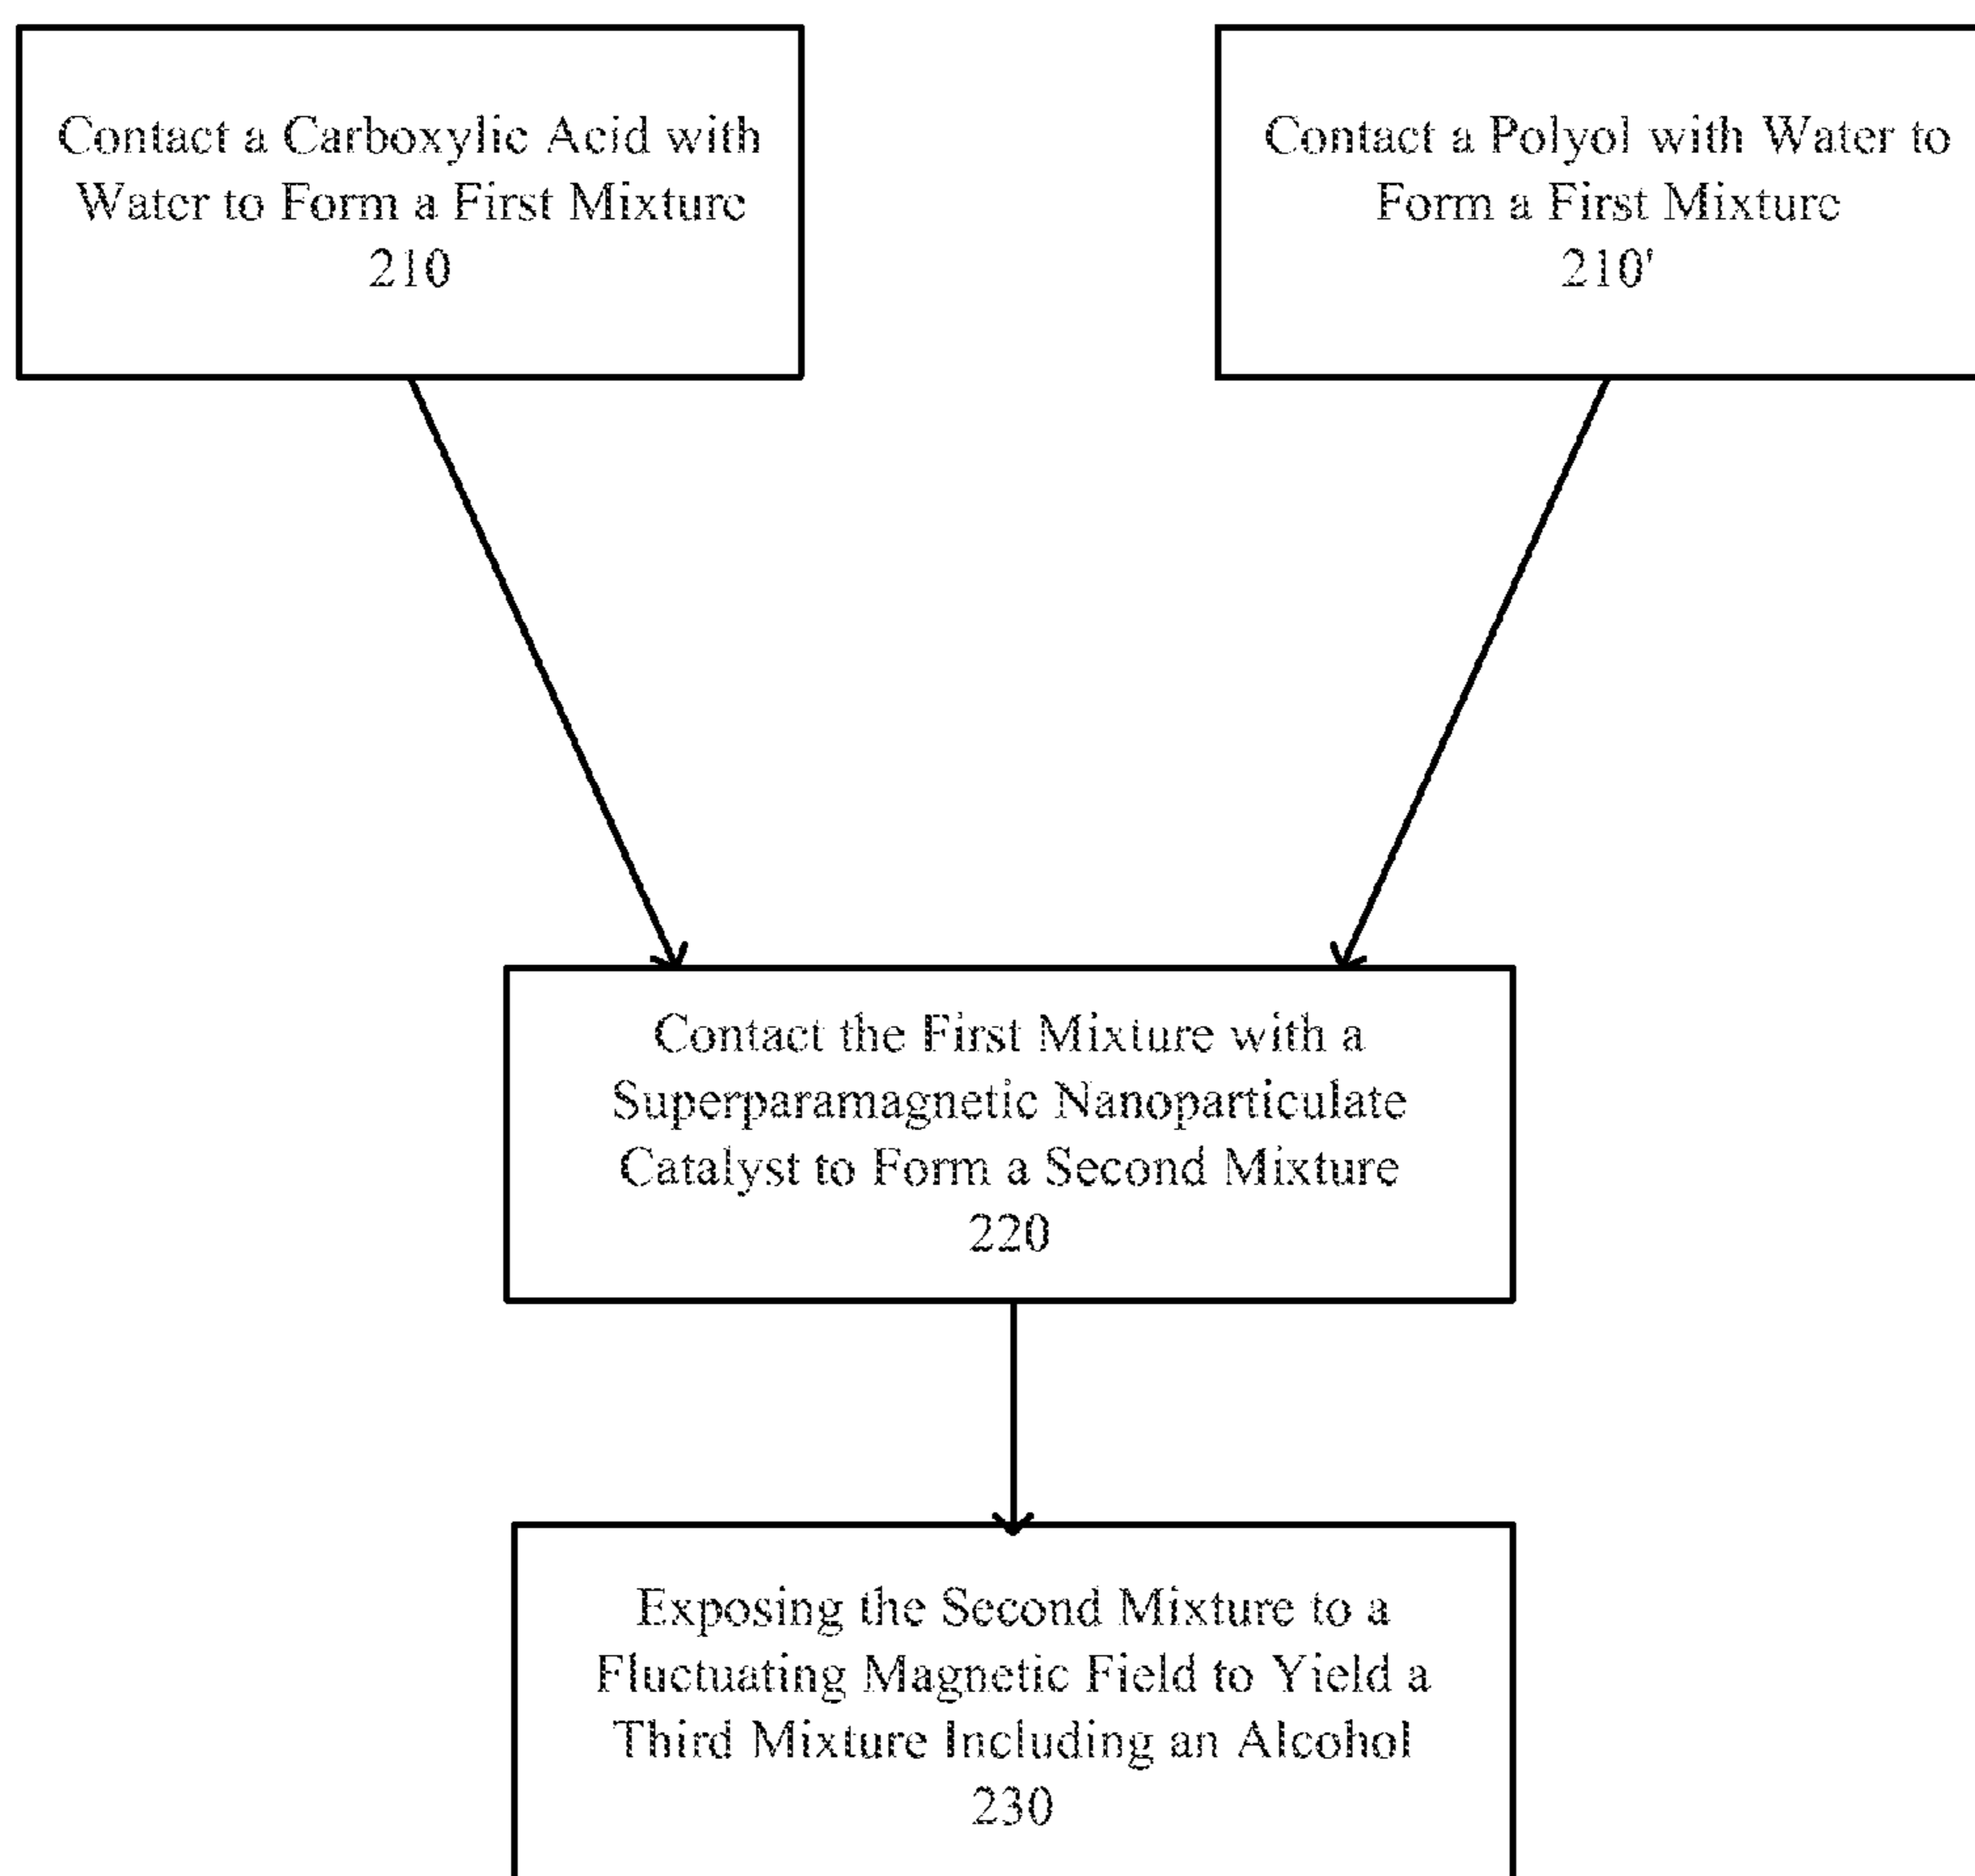 Contact a Carboxylic Acid with
Water to Form a First Mixture
210
Contact a Polyol with Water to
Form a First Mixture
210'
Contact the First Mixture with a
Superparamagnetic Nanoparticulate
Catalyst to Form a Second Mixture
220
Exposing the Second Mixture to a
Fluctuating Magnetic Field to Yield a
Third Mixture Including an Alcohol
230